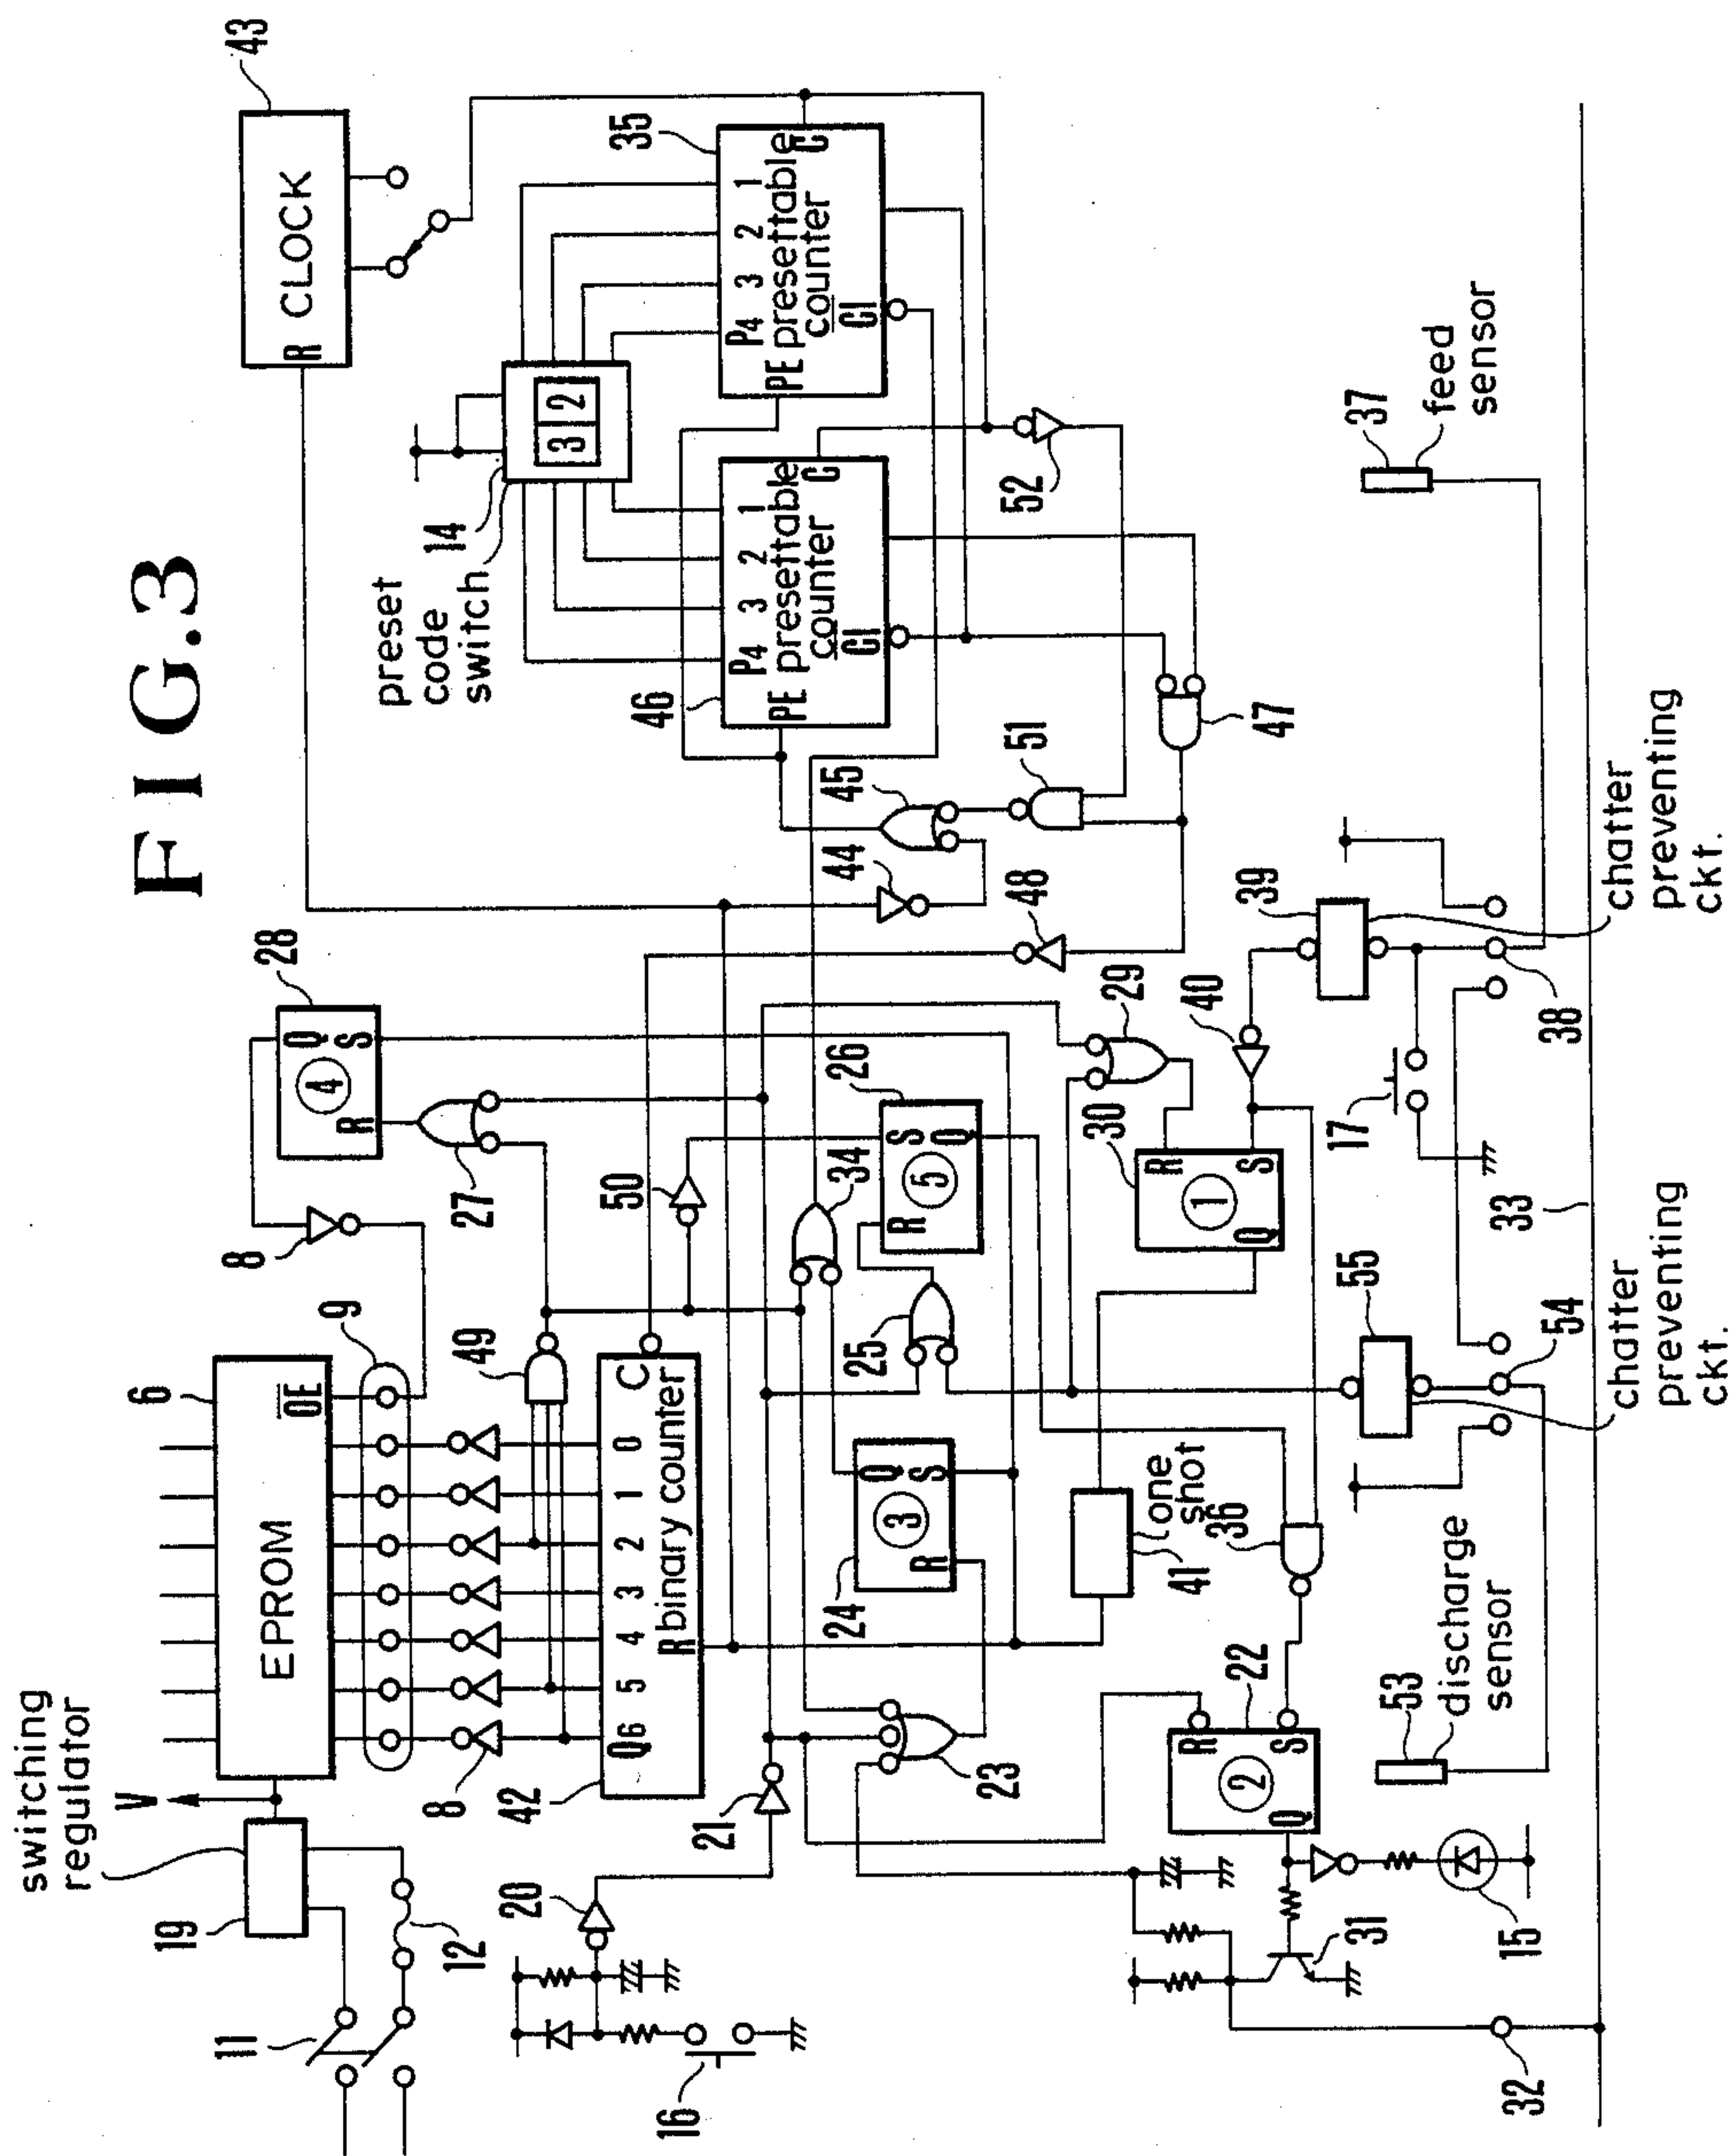 FIG.3
43
R CLOCK
preset
code 14
switch
3 2
35
P4 3 2 1
PE presettable
counter C
CI
46
P4 3 2 1
PE presettable
counter C
CI
52
47
51
45
44
48
37
feed
sensor
28
Q
4
R S
27
8
switching
regulator
V
19
6
EPROM
OE
9
8
49
42
Q6 5 4 3 2 1 0 C
R binary counter
50
26
S
5
R Q
34
25
24
3
Q
S
R
11
12
20
21
16
23
one
shot
41
36
29
30
R
1
S
Q
40
39
chatter
preventing
ckt.
17
38
33
22
R
2
S
Q
31
15
32
53
discharge
sensor
55
54
chatter
preventing
ckt.